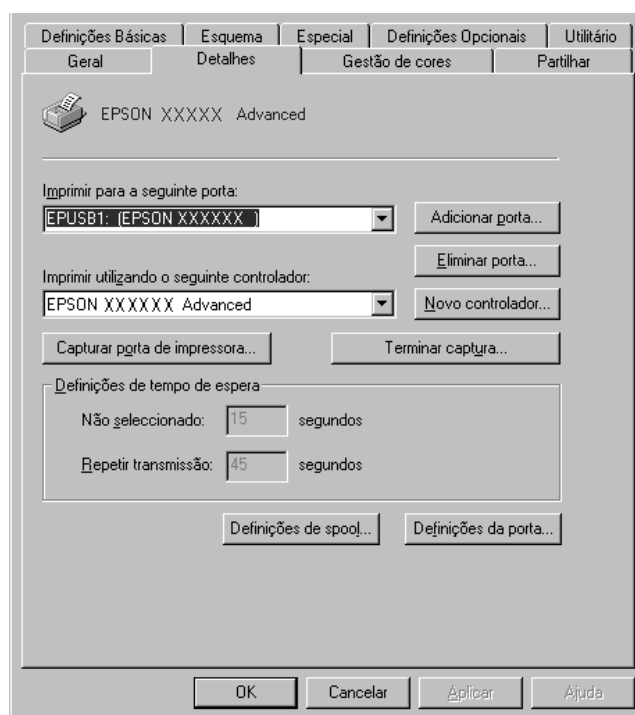 Definições Básicas Esquema Especial Definições Opcionais Utilitário
Geral Detalhes Gestão de cores Partilhar
EPSON XXXXX Advanced
Imprimir para a seguinte porta:
EPUSB1: (EPSON XXXXXX ) Adicionar porta...
Eliminar porta...
Imprimir utilizando o seguinte controlador:
EPSON XXXXXX Advanced Novo controlador...
Capturar porta de impressora... Terminar captura...
Definições de tempo de espera
Não seleccionado: 15 segundos
Repetir transmissão: 45 segundos
Definições de spool... Definições da porta...
OK Cancelar Aplicar Ajuda